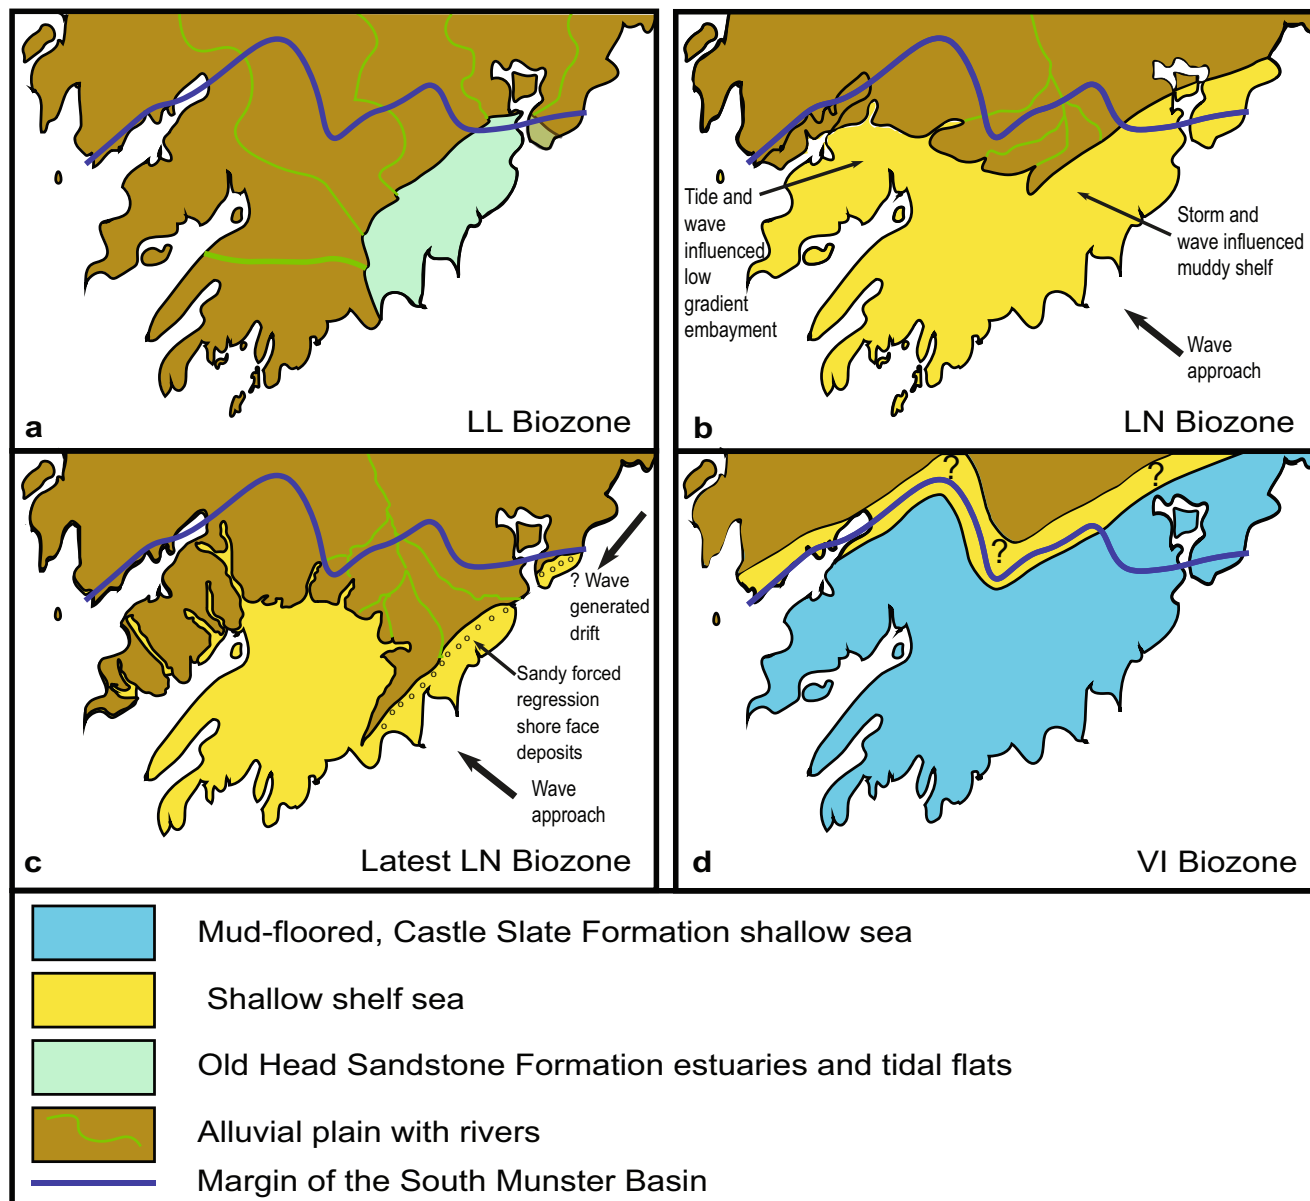 a
LL Biozone
Tide and
wave
influenced
low
gradient
embayment
Storm and
wave influenced
muddy shelf
Wave
approach
b
LN Biozone
? Wave
generated
drift
Sandy forced
regression
shore face
deposits
Wave
approach
c
Latest LN Biozone
?
?
?
d
VI Biozone
Mud-floored, Castle Slate Formation shallow sea
Shallow shelf sea
Old Head Sandstone Formation estuaries and tidal flats
Alluvial plain with rivers
Margin of the South Munster Basin